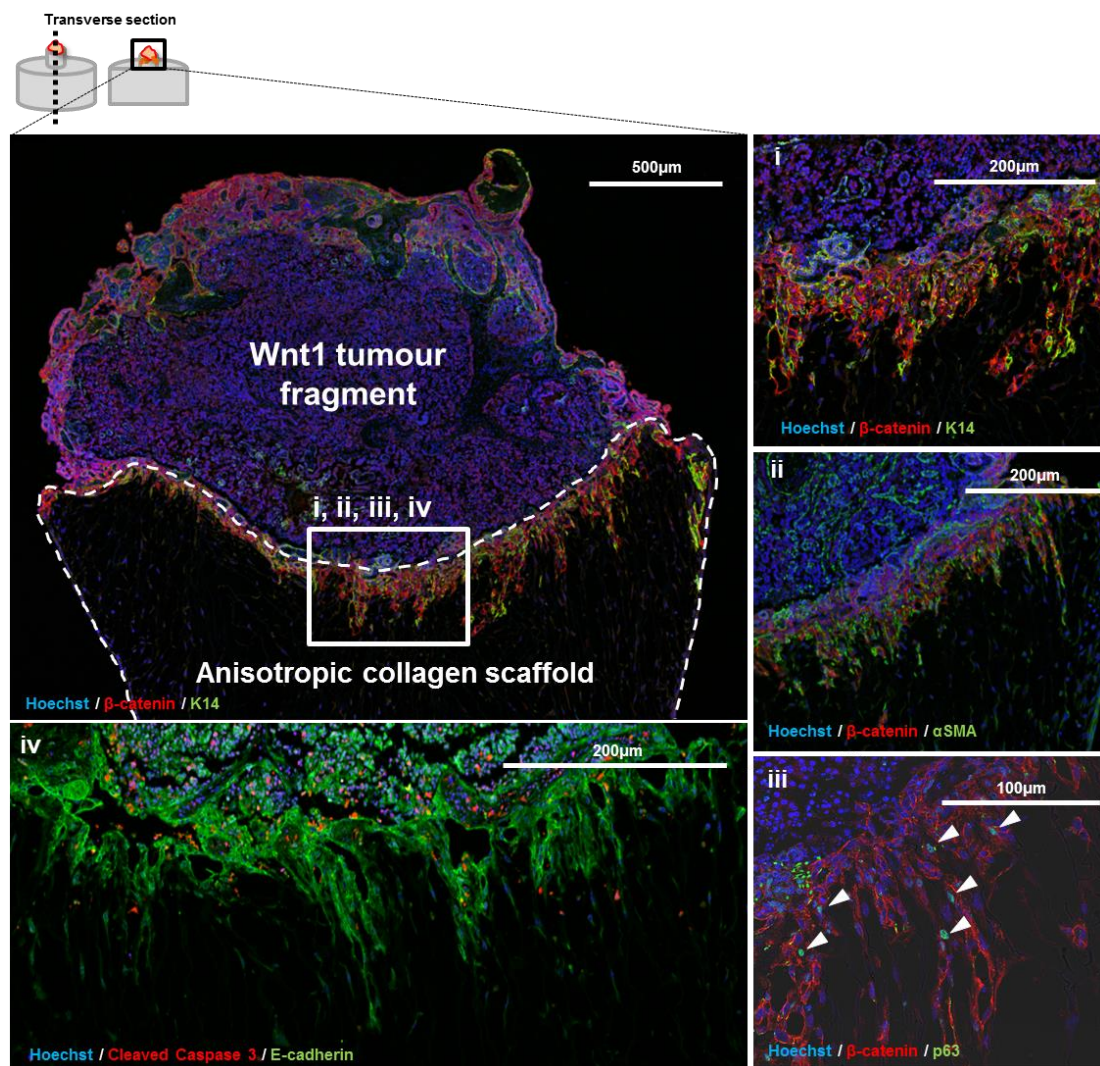 Transverse section
500µm
Wnt1 tumour
fragment
i, ii, iii, iv
Anisotropic collagen scaffold
Hoechst / β-catenin / K14
i
200µm
Hoechst / β-catenin / K14
ii
200µm
Hoechst / β-catenin / αSMA
iv
200µm
Hoechst / Cleaved Caspase 3 / E-cadherin
iii
100µm
Hoechst / β-catenin / p63